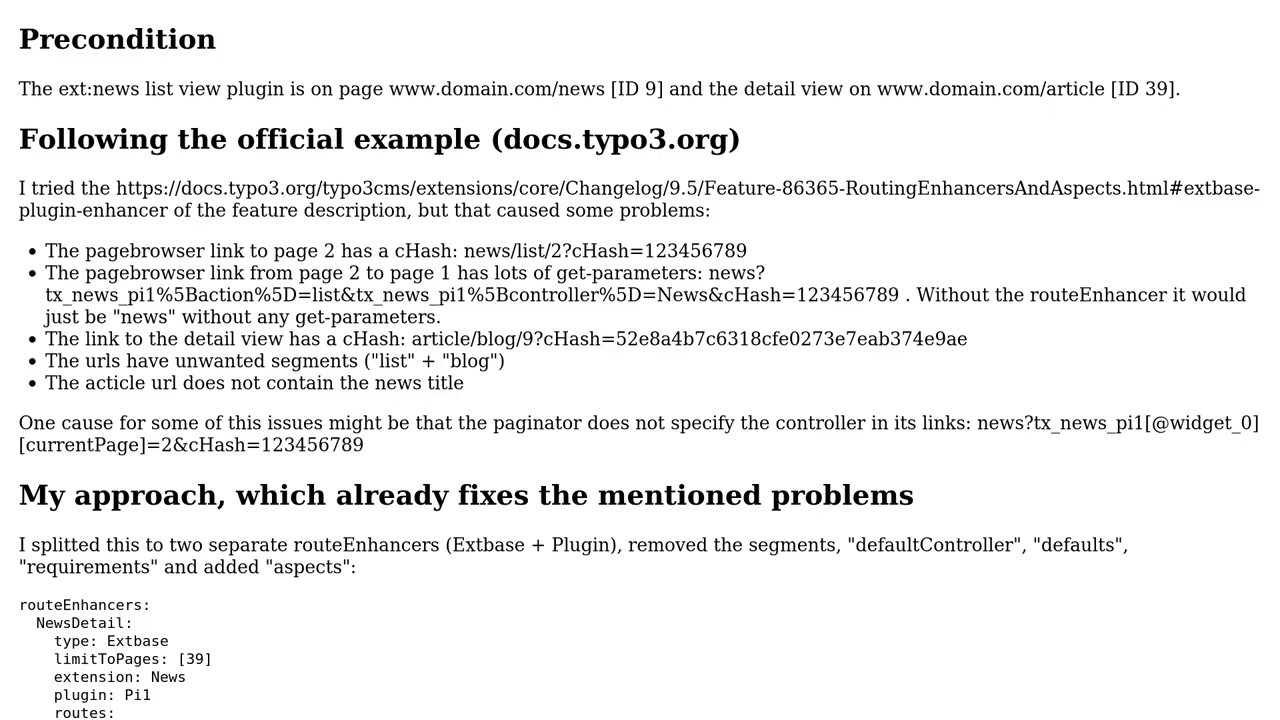 Precondition
The ext:news list view plugin is on page www.domain.com/news [ID 9] and the detail view on www.domain.com/article [ID 39].
Following the official example (docs.typo3.org)
I tried the https://docs.typo3.org/typo3cms/extensions/core/Changelog/9.5/Feature-86365-RoutingEnhancersAndAspects.html#extbase-
plugin-enhancer of the feature description, but that caused some problems:
• The pagebrowser link to page 2 has a cHash: news/list/2?cHash=123456789
• The pagebrowser link from page 2 to page 1 has lots of get-parameters: news?
tx_news_pi1%5Baction%5D=list&tx_news_pi1%5Bcontroller%5D=News&cHash=123456789 . Without the routeEnhancer it would
just be "news" without any get-parameters.
• The link to the detail view has a cHash: article/blog/9?cHash=52e8a4b7c6318cfe0273e7eab374e9ae
• The urls have unwanted segments ("list" + "blog")
• The acticle url does not contain the news title
One cause for some of this issues might be that the paginator does not specify the controller in its links: news?tx_news_pi1[@widget_0]
[currentPage]=2&cHash=123456789
My approach, which already fixes the mentioned problems
I splitted this to two separate routeEnhancers (Extbase + Plugin), removed the segments, "defaultController", "defaults",
"requirements" and added "aspects":
routeEnhancers:
  NewsDetail:
    type: Extbase
    limitToPages: [39]
    extension: News
    plugin: Pi1
    routes: